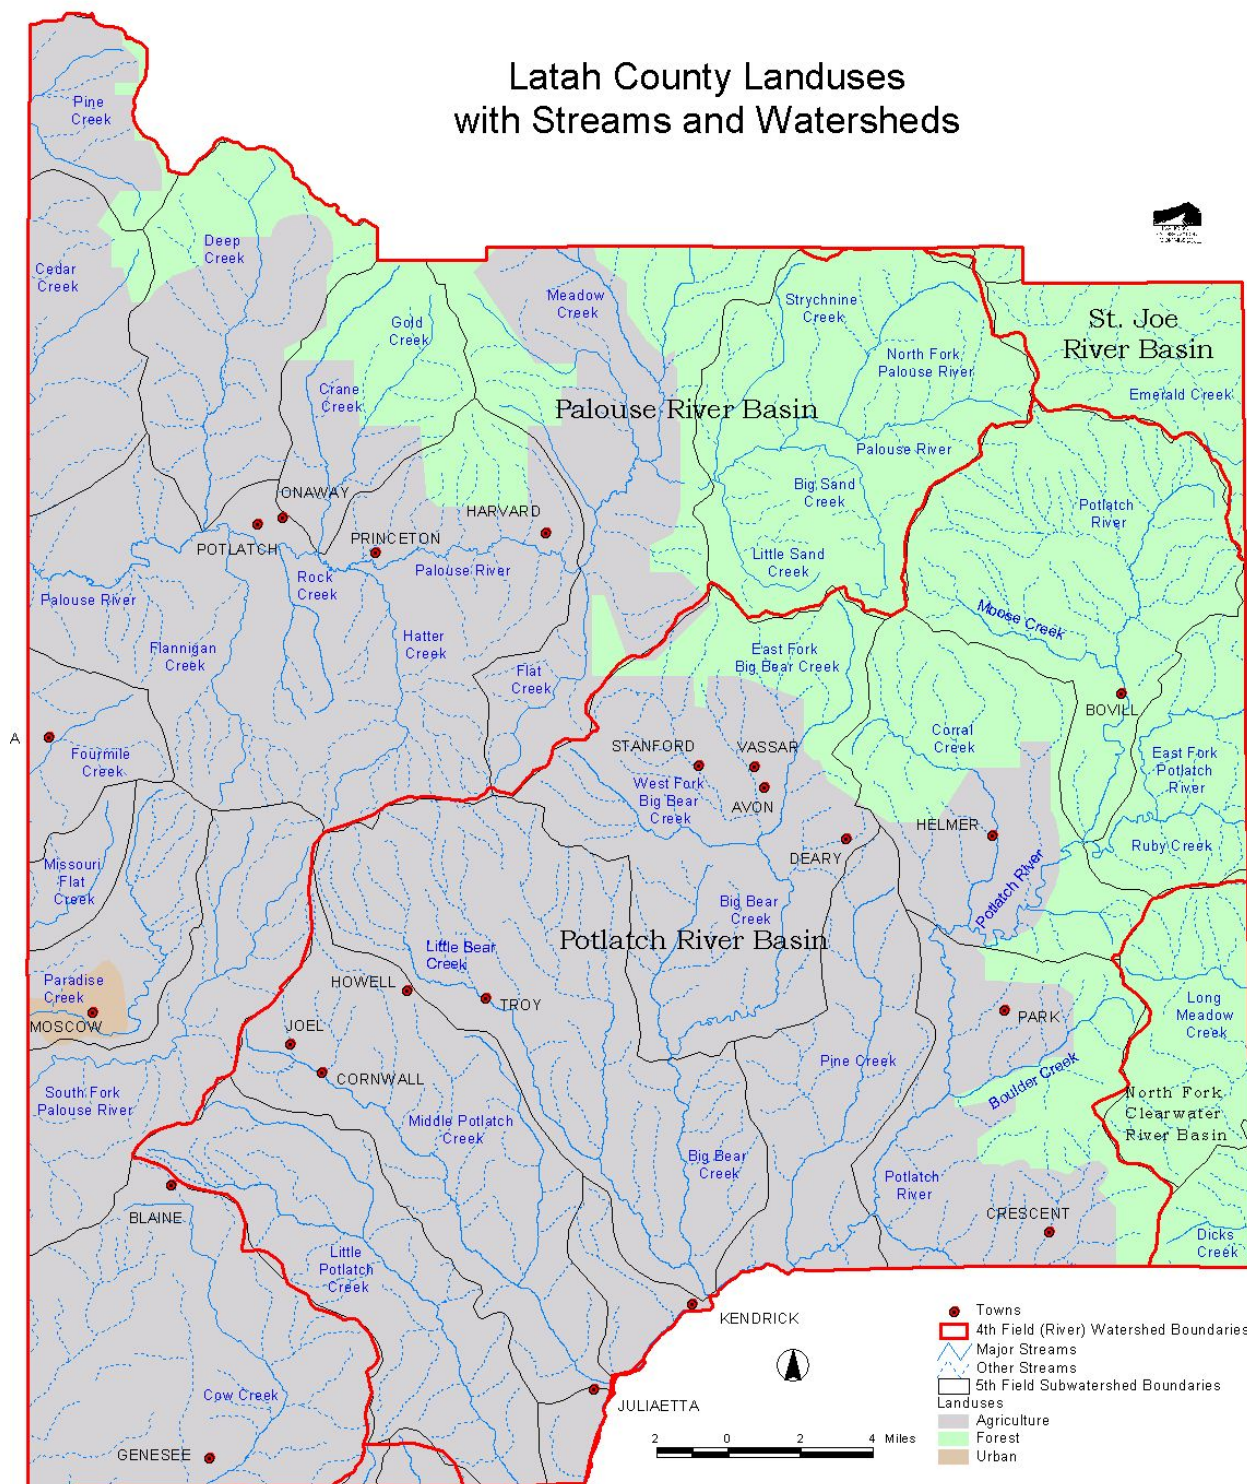 Latah County Landuses
with Streams and Watersheds
Pine
Creek
Deep
Creek
Cedar
Creek
Meadow
Creek
Strychnine
Creek
St. Joe
River Basin
Gold
Creek
North Fork
Palouse River
Crane
Creek
Emerald Creek
Palouse River Basin
Palouse River
Big Sand
Creek
Potlatch
River
ONAWAY
HARVARD
POTLATCH
PRINCETON
Little Sand
Creek
Rock
Creek
Palouse River
Palouse River
Moose Creek
Flannigan
Creek
Hatter
Creek
East Fork
Big Bear Creek
Flat
Creek
BOVILL
A
Fourmile
Creek
STANFORD
VASSAR
Corral
Creek
East Fork
Potlatch
River
West Fork
Big Bear
Creek
AVON
HELMER
DEARY
Ruby Creek
Missouri
Flat
Creek
Potlatch River
Big Bear
Creek
Little Bear
Creek
Potlatch River Basin
Paradise
Creek
HOWELL
TROY
MOSCOW
JOEL
PARK
Long
Meadow
Creek
CORNWALL
Pine Creek
Boulder Creek
South Fork
Palouse River
North Fork
Clearwater
River Basin
Middle Potlatch
Creek
Big Bear
Creek
Potlatch
River
BLAINE
CRESCENT
Dicks
Creek
Little
Potlatch
Creek
KENDRICK
Cow Creek
JULIAETTA
GENESEE
2 0 2 4 Miles
Towns
4th Field (River) Watershed Boundaries
Major Streams
Other Streams
5th Field Subwatershed Boundaries
Landuses
Agriculture
Forest
Urban